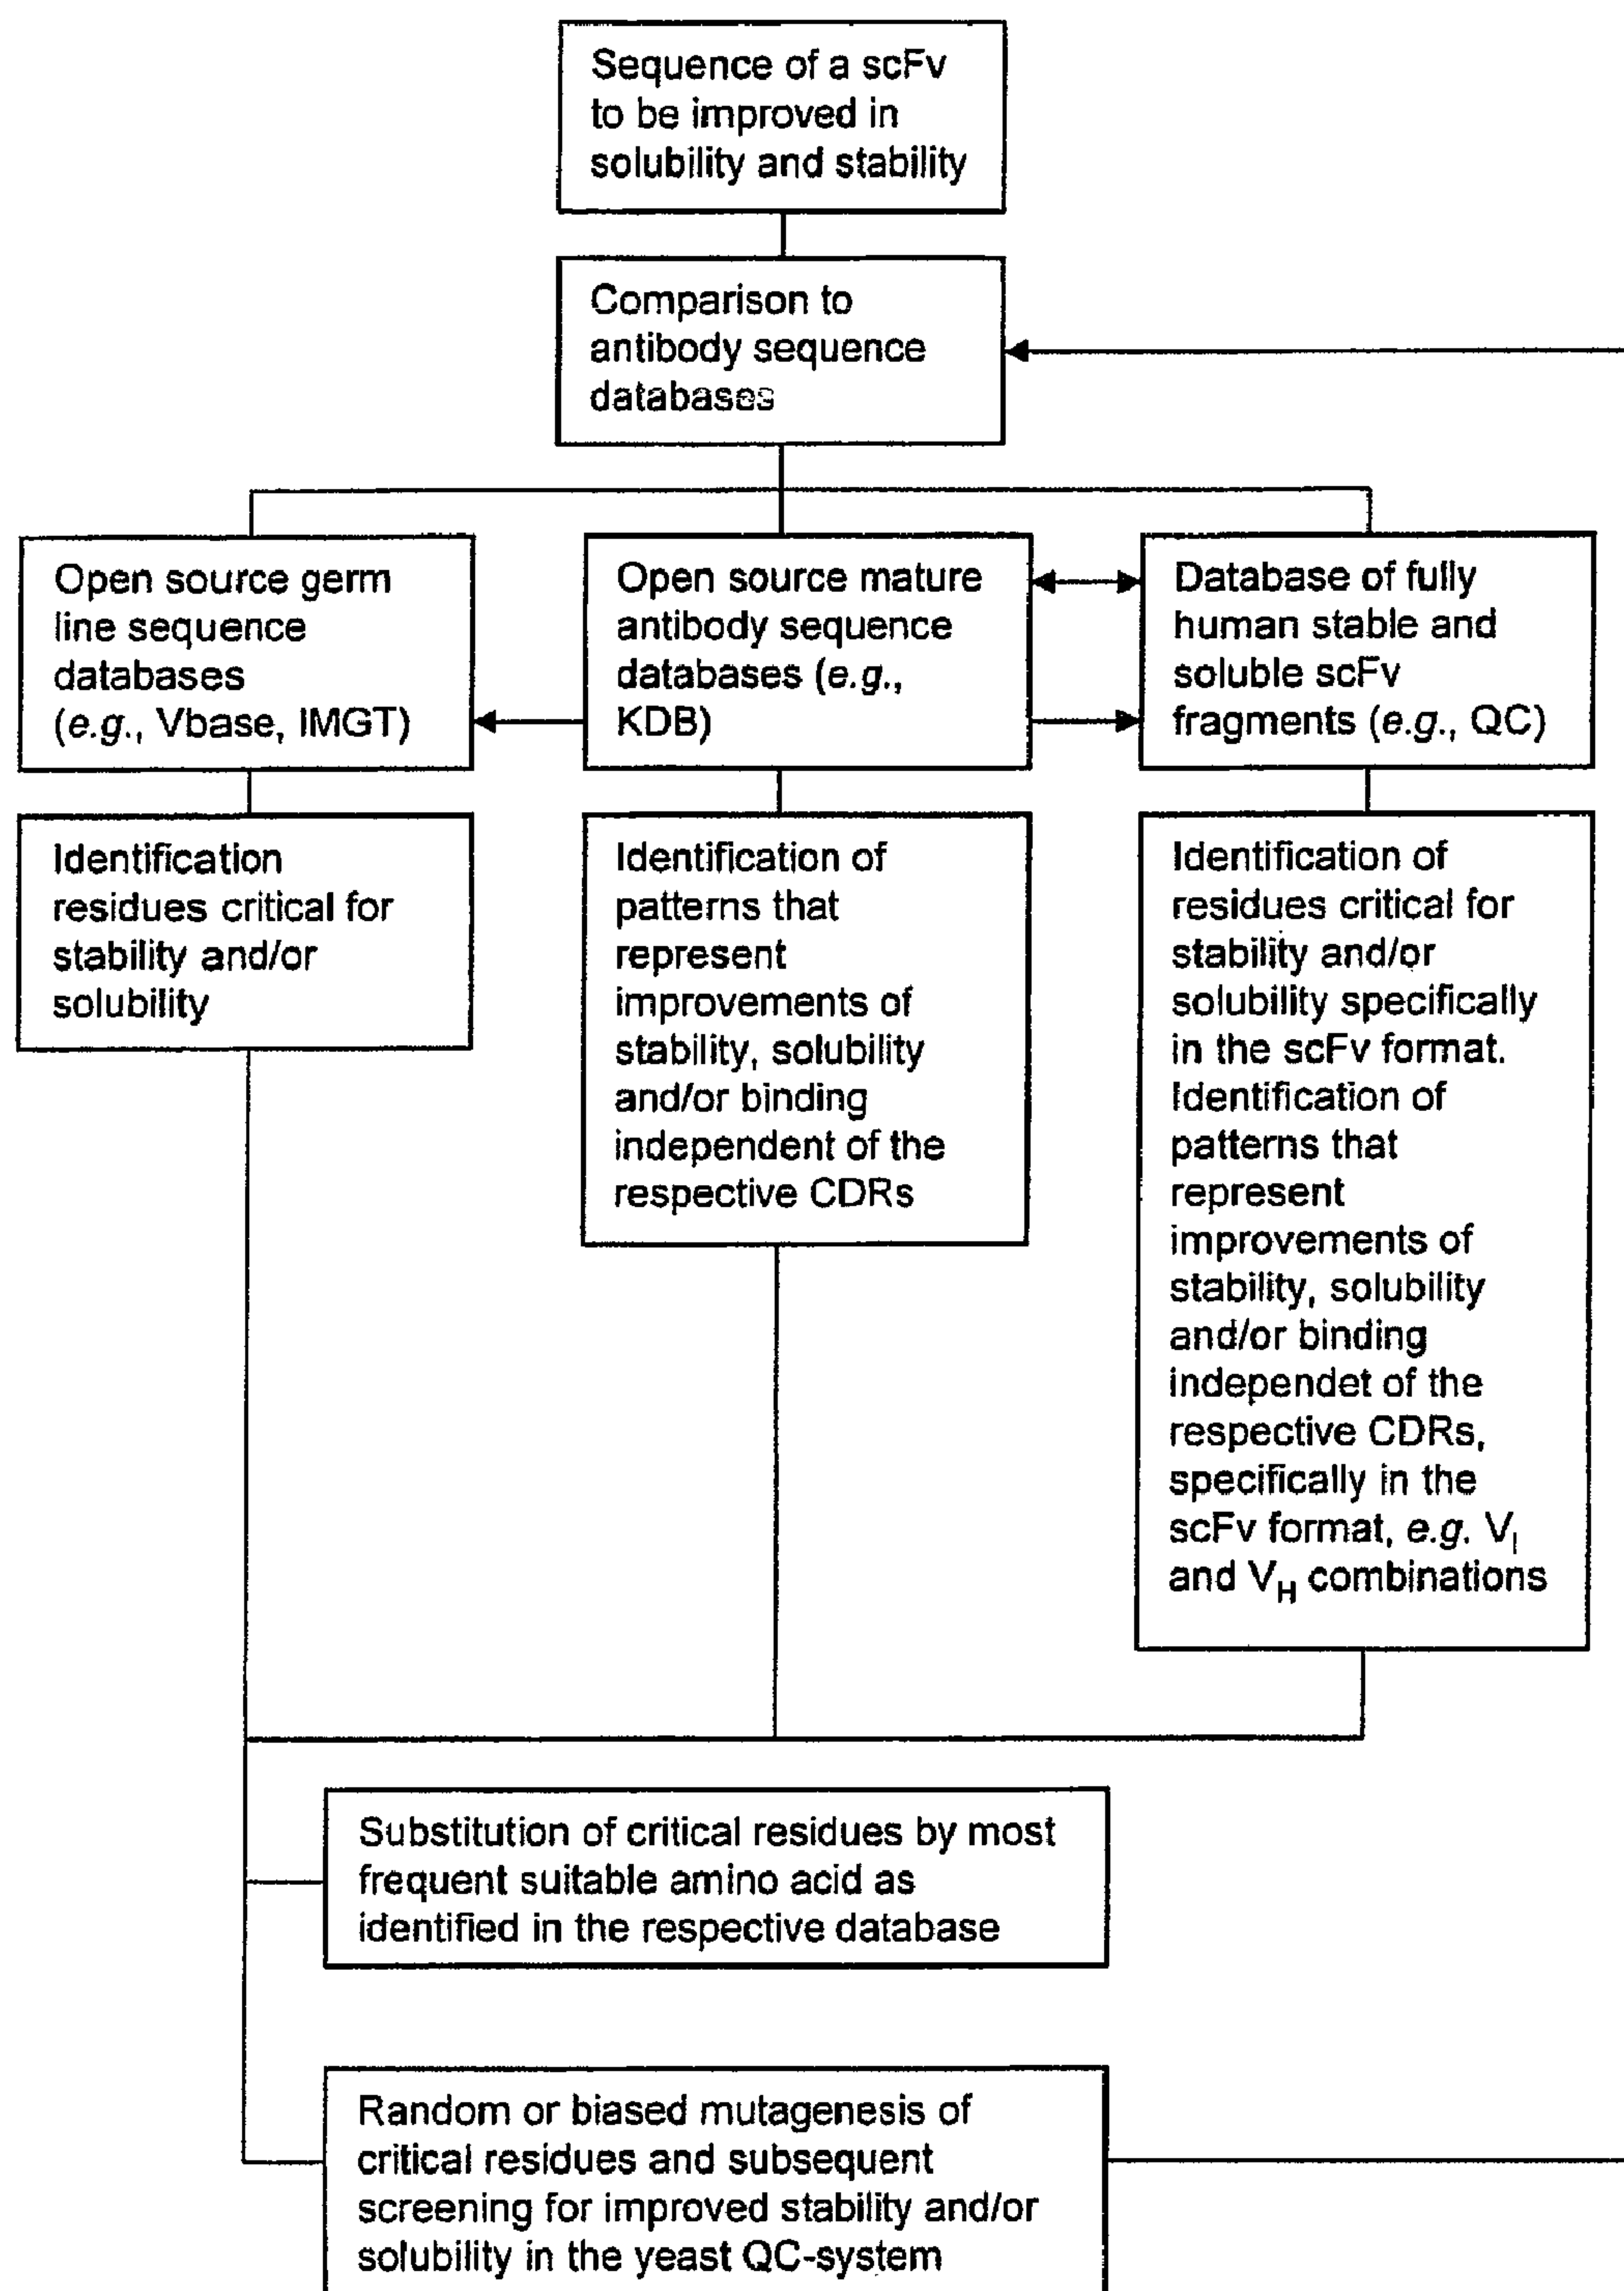 Sequence of a scFv
to be improved in
solubility and stability
Comparison to
antibody sequence
databases
Open source germ
line sequence
databases
(e.g., Vbase, IMGT)
Open source mature
antibody sequence
databases (e.g.,
KDB)
Database of fully
human stable and
soluble scFv
fragments (e.g., QC)
Identification
residues critical for
stability and/or
solubility
Identification of
patterns that
represent
improvements of
stability, solubility
and/or binding
independent of the
respective CDRs
Identification of
residues critical for
stability and/or
solubility specifically
in the scFv format.
Identification of
patterns that
represent
improvements of
stability, solubility
and/or binding
independet of the
respective CDRs,
specifically in the
scFv format, e.g. Vl
and VH combinations
Substitution of critical residues by most
frequent suitable amino acid as
identified in the respective database
Random or biased mutagenesis of
critical residues and subsequent
screening for improved stability and/or
solubility in the yeast QC-system